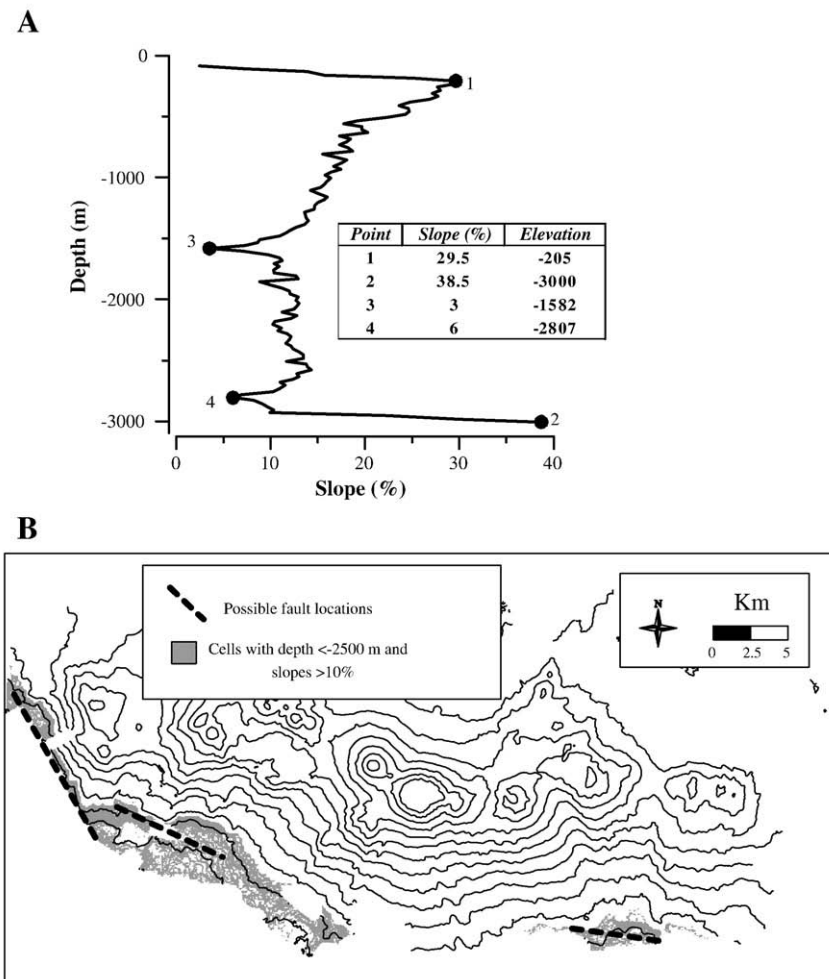 A
0
-1000
-2000
-3000
Depth (m)
0 10 20 30 40
Slope (%)
1
3
4
2
Point Slope (%) Elevation
1 29.5 -205
2 38.5 -3000
3 3 -1582
4 6 -2807
B
Possible fault locations
Cells with depth <-2500 m and
slopes >10%
N
Km
0 2.5 5